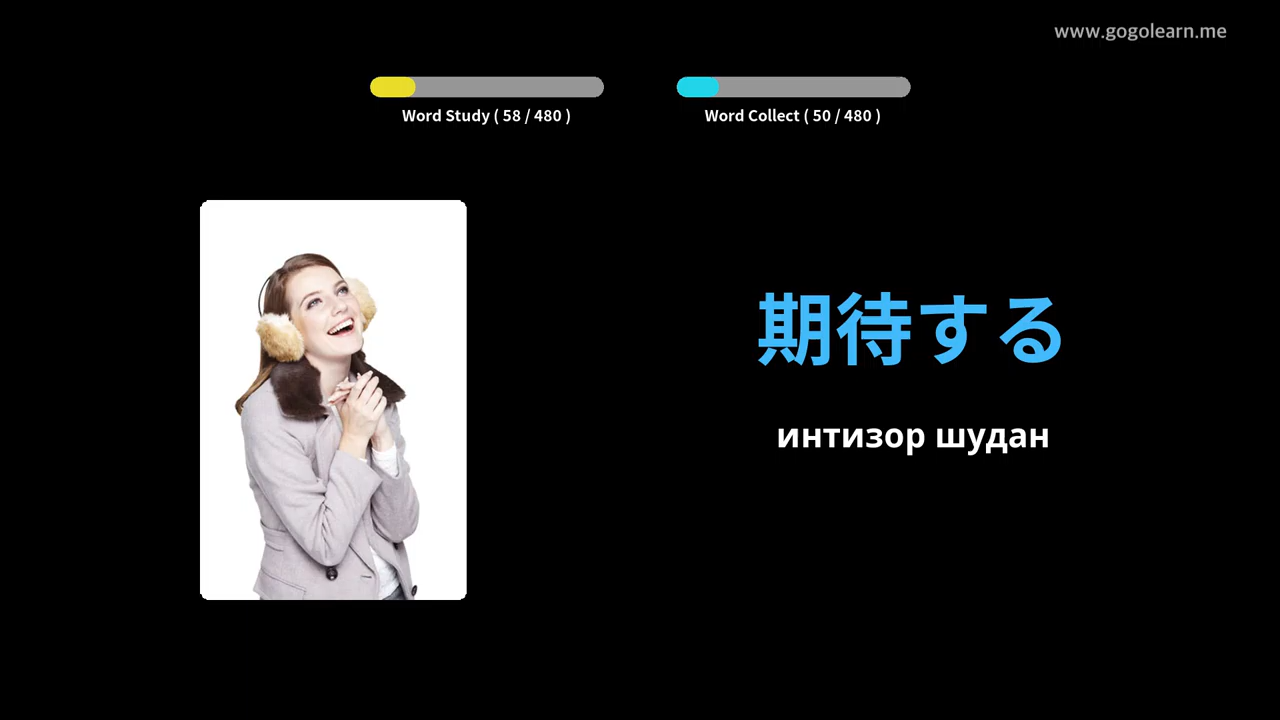 www.gogolearn.me
Word Study ( 58 / 480 )
Word Collect ( 50 / 480 )
期待する
интизор шудан